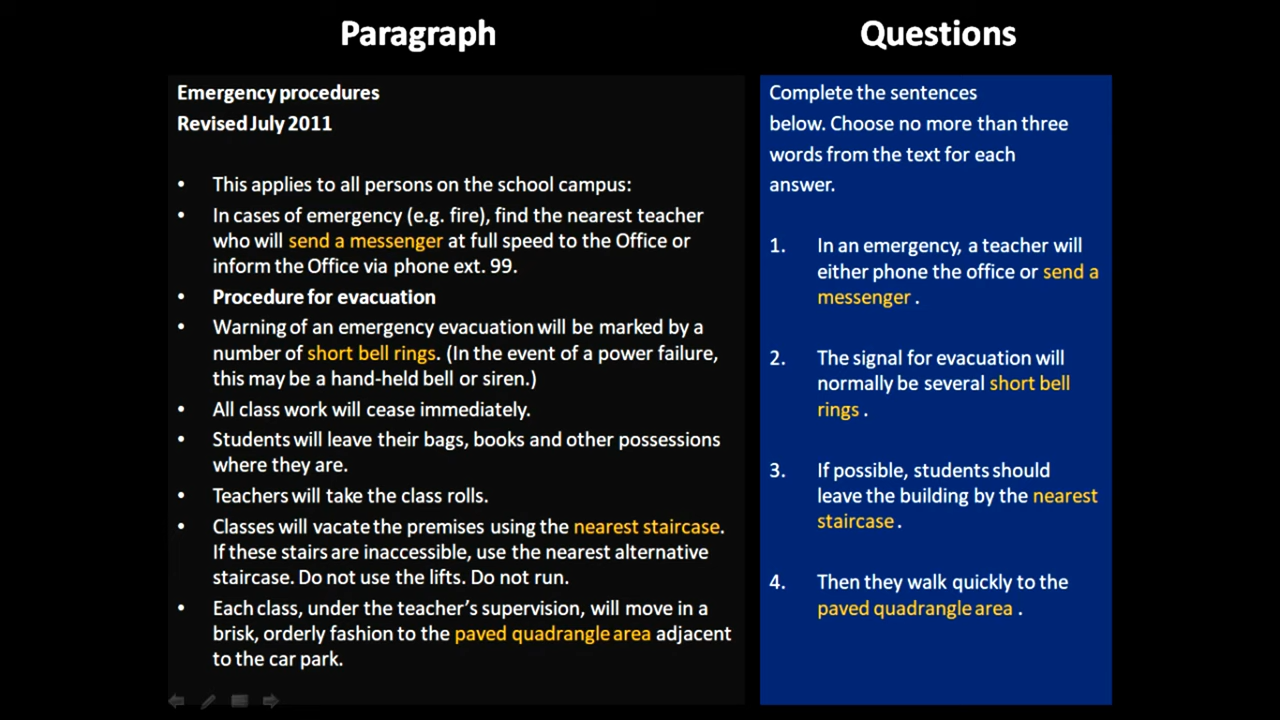 Paragraph
Emergency procedures
Revised July 2011
• This applies to all persons on the school campus:
• In cases of emergency (e.g. fire), find the nearest teacher
who will send a messenger at full speed to the Office or
inform the Office via phone ext. 99.
• Procedure for evacuation
• Warning of an emergency evacuation will be marked by a
number of short bell rings. (In the event of a power failure,
this may be a hand-held bell or siren.)
• All class work will cease immediately.
• Students will leave their bags, books and other possessions
where they are.
• Teachers will take the class rolls.
• Classes will vacate the premises using the nearest staircase.
If these stairs are inaccessible, use the nearest alternative
staircase. Do not use the lifts. Do not run.
• Each class, under the teacher's supervision, will move in a
brisk, orderly fashion to the paved quadrangle area adjacent
to the car park.
Questions
Complete the sentences
below. Choose no more than three
words from the text for each
answer.
1. In an emergency, a teacher will
either phone the office or send a
messenger .
2. The signal for evacuation will
normally be several short bell
rings .
3. If possible, students should
leave the building by the nearest
staircase .
4. Then they walk quickly to the
paved quadrangle area .